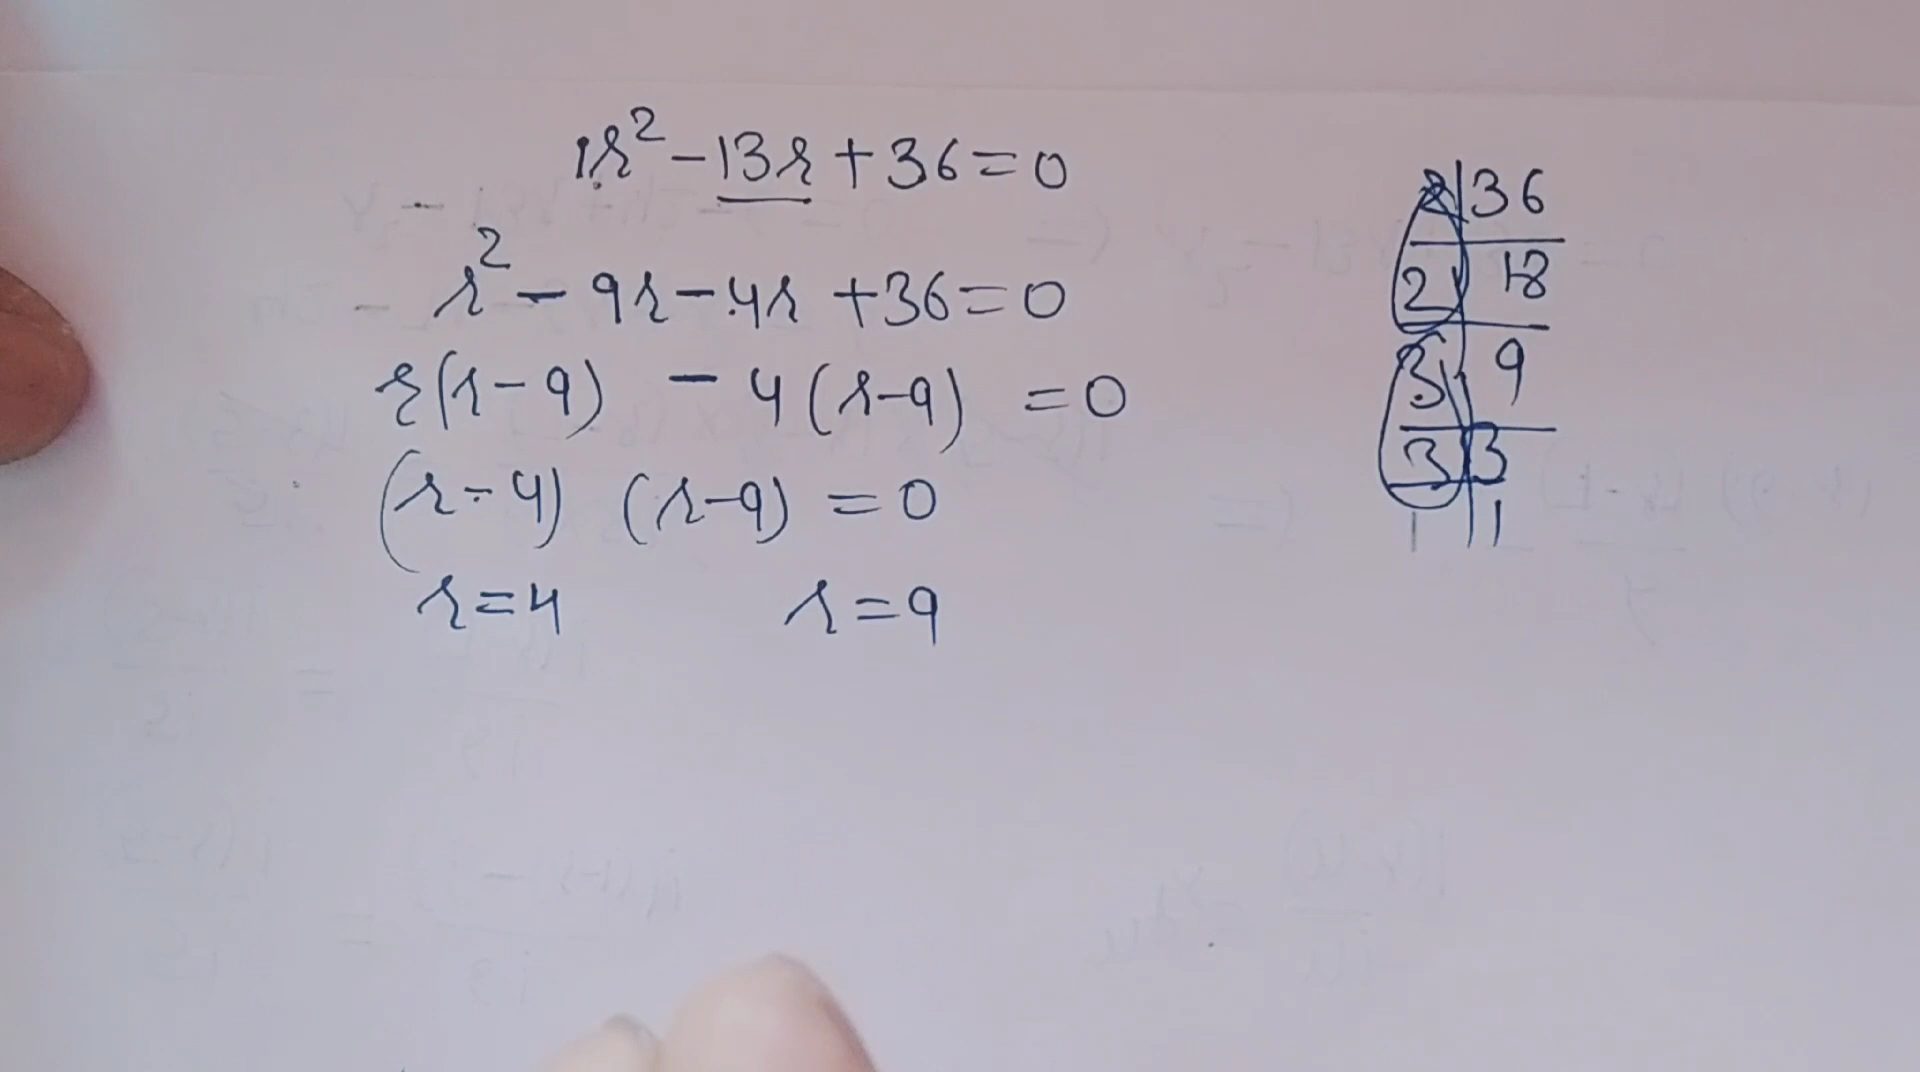 1r² - 13r + 36 = 0
r² - 9r - 4r + 36 = 0
r(r-9) - 4(r-9) = 0
(r-4) (r-9) = 0
r=4 r=9
2|36
2|18
3|9
3|3
1|1